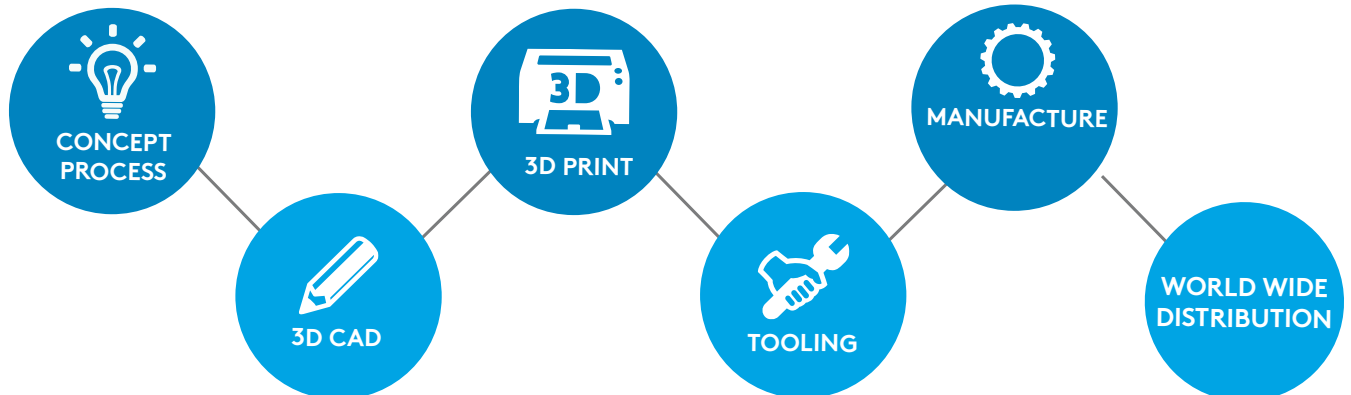 CONCEPT
PROCESS
3D CAD
3D
3D PRINT
TOOLING
MANUFACTURE
WORLD WIDE
DISTRIBUTION